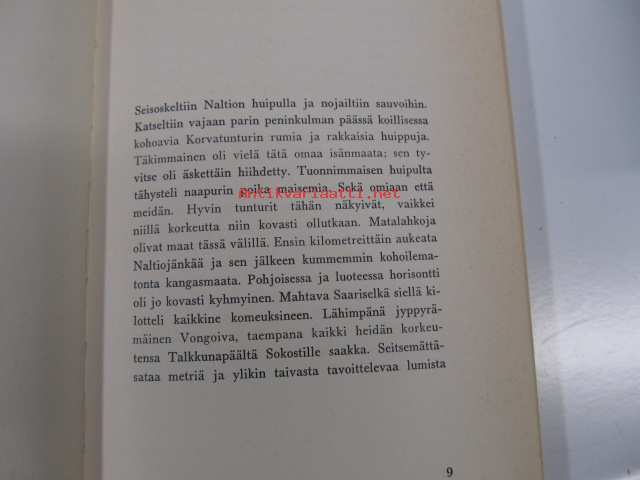 Seisoskeltiin Naltion huipulla ja nojailtiin sauvoihin.
Katseltiin vajaan parin peninkulman päässä koillisessa
kohoavia Korvatunturin rumia ja rakkaisia huippuja.
Täkimmainen oli vielä tätä omaa isänmaata; sen ty-
vitse oli äskettäin hiihdetty. Tuonnimmaisen huipulta
tähysteli naapurin poika maisemia. Sekä omiaan että
antikvariaatti.net
meidän. Hyvin tunturit tähän näkyivät, vaikkei
niillä korkeutta niin kovasti ollutkaan. Matalahkoja
olivat maat tässä välillä. Ensin kilometreittäin aukeata
Naltiojänkää ja sen jälkeen kummemmin kohoilema-
tonta kangasmaata. Pohjoisessa ja luoteessa horisontti
oli jo kovasti kyhmyinen. Mahtava Saariselkä siellä ki-
lotteli kaikkine komeuksineen. Lähimpänä jyppyrä-
mäinen Vongoiva, taempana kaikki heidän korkeu-
tensa Talkkunapäältä Sokostille saakka. Seitsemättä-
sataa metriä ja ylikin taivasta tavoittelevaa lumista
9